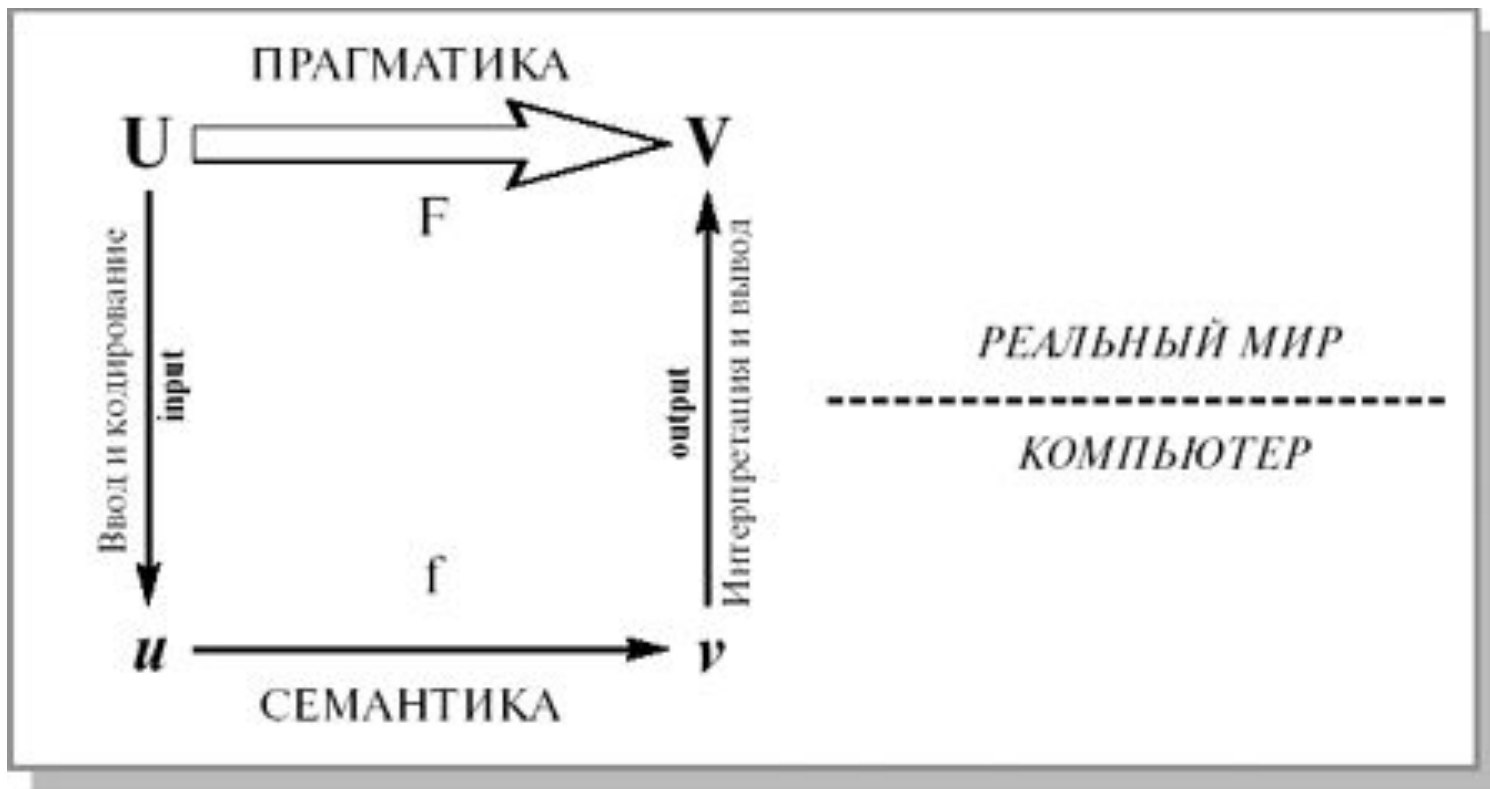 ПРАГМАТИКА
U
V
F
Ввод и кодирование
input
output
Интерпретация и вывод
РЕАЛЬНЫЙ МИР
КОМПЬЮТЕР
f
u
v
СЕМАНТИКА